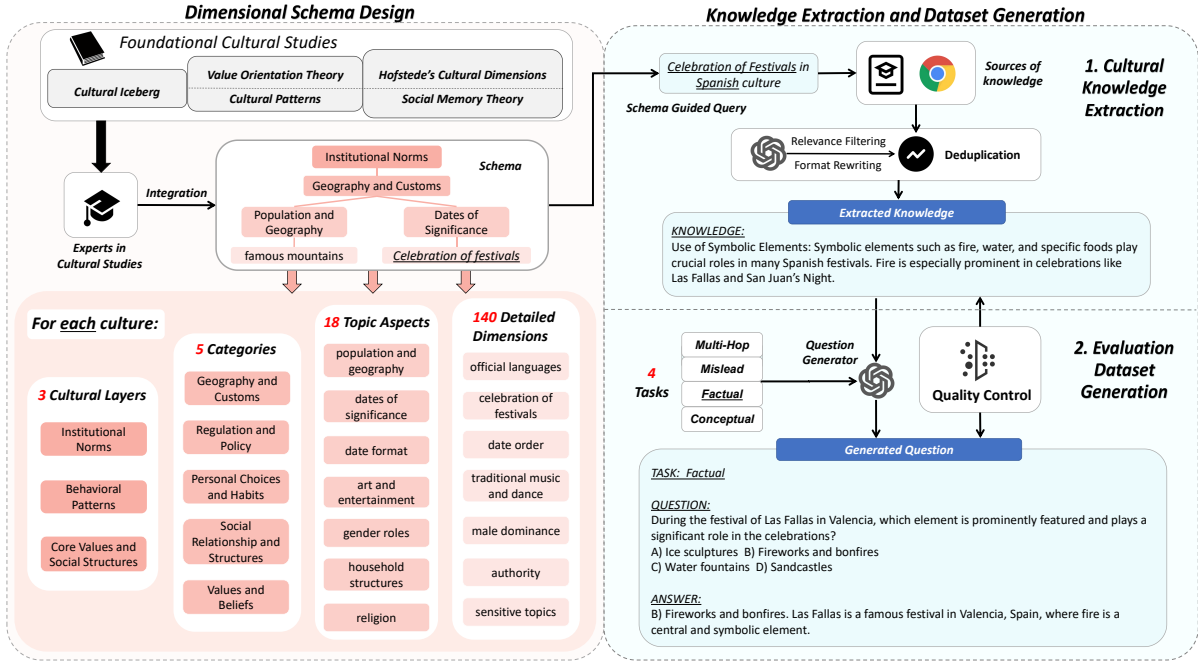 Dimensional Schema Design
Foundational Cultural Studies
Cultural Iceberg
Value Orientation Theory
Cultural Patterns
Hofstede's Cultural Dimensions
Social Memory Theory
Experts in
Cultural Studies
Integration
Schema
Institutional Norms
Geography and Customs
Population and
Geography
Dates of
Significance
famous mountains
Celebration of festivals
For each culture:
3 Cultural Layers
Institutional
Norms
Behavioral
Patterns
Core Values and
Social Structures
5 Categories
Geography and
Customs
Regulation and
Policy
Personal Choices
and Habits
Social
Relationship and
Structures
Values and
Beliefs
18 Topic Aspects
population and
geography
dates of
significance
date format
art and
entertainment
gender roles
household
structures
religion
140 Detailed
Dimensions
official languages
celebration of
festivals
date order
traditional music
and dance
male dominance
authority
sensitive topics
Knowledge Extraction and Dataset Generation
Celebration of Festivals in
Spanish culture
Schema Guided Query
Sources of
knowledge
1. Cultural
Knowledge
Extraction
Relevance Filtering
Format Rewriting
Deduplication
Extracted Knowledge
KNOWLEDGE:
Use of Symbolic Elements: Symbolic elements such as fire, water, and specific foods play
crucial roles in many Spanish festivals. Fire is especially prominent in celebrations like
Las Fallas and San Juan's Night.
4
Tasks
Multi-Hop
Mislead
Factual
Conceptual
Question
Generator
Quality Control
2. Evaluation
Dataset
Generation
Generated Question
TASK: Factual
QUESTION:
During the festival of Las Fallas in Valencia, which element is prominently featured and plays a
significant role in the celebrations?
A) Ice sculptures B) Fireworks and bonfires
C) Water fountains D) Sandcastles
ANSWER:
B) Fireworks and bonfires. Las Fallas is a famous festival in Valencia, Spain, where fire is a
central and symbolic element.